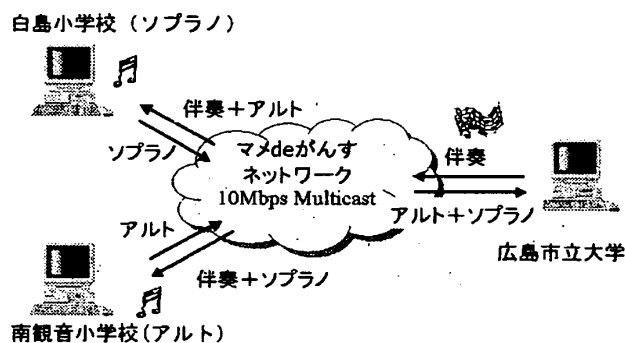 白島小学校（ソプラノ）
伴奏＋アルト
ソプラノ
マメdeがんす
ネットワーク
10Mbps Multicast
伴奏
アルト＋ソプラノ
広島市立大学
アルト
伴奏＋ソプラノ
南観音小学校（アルト）